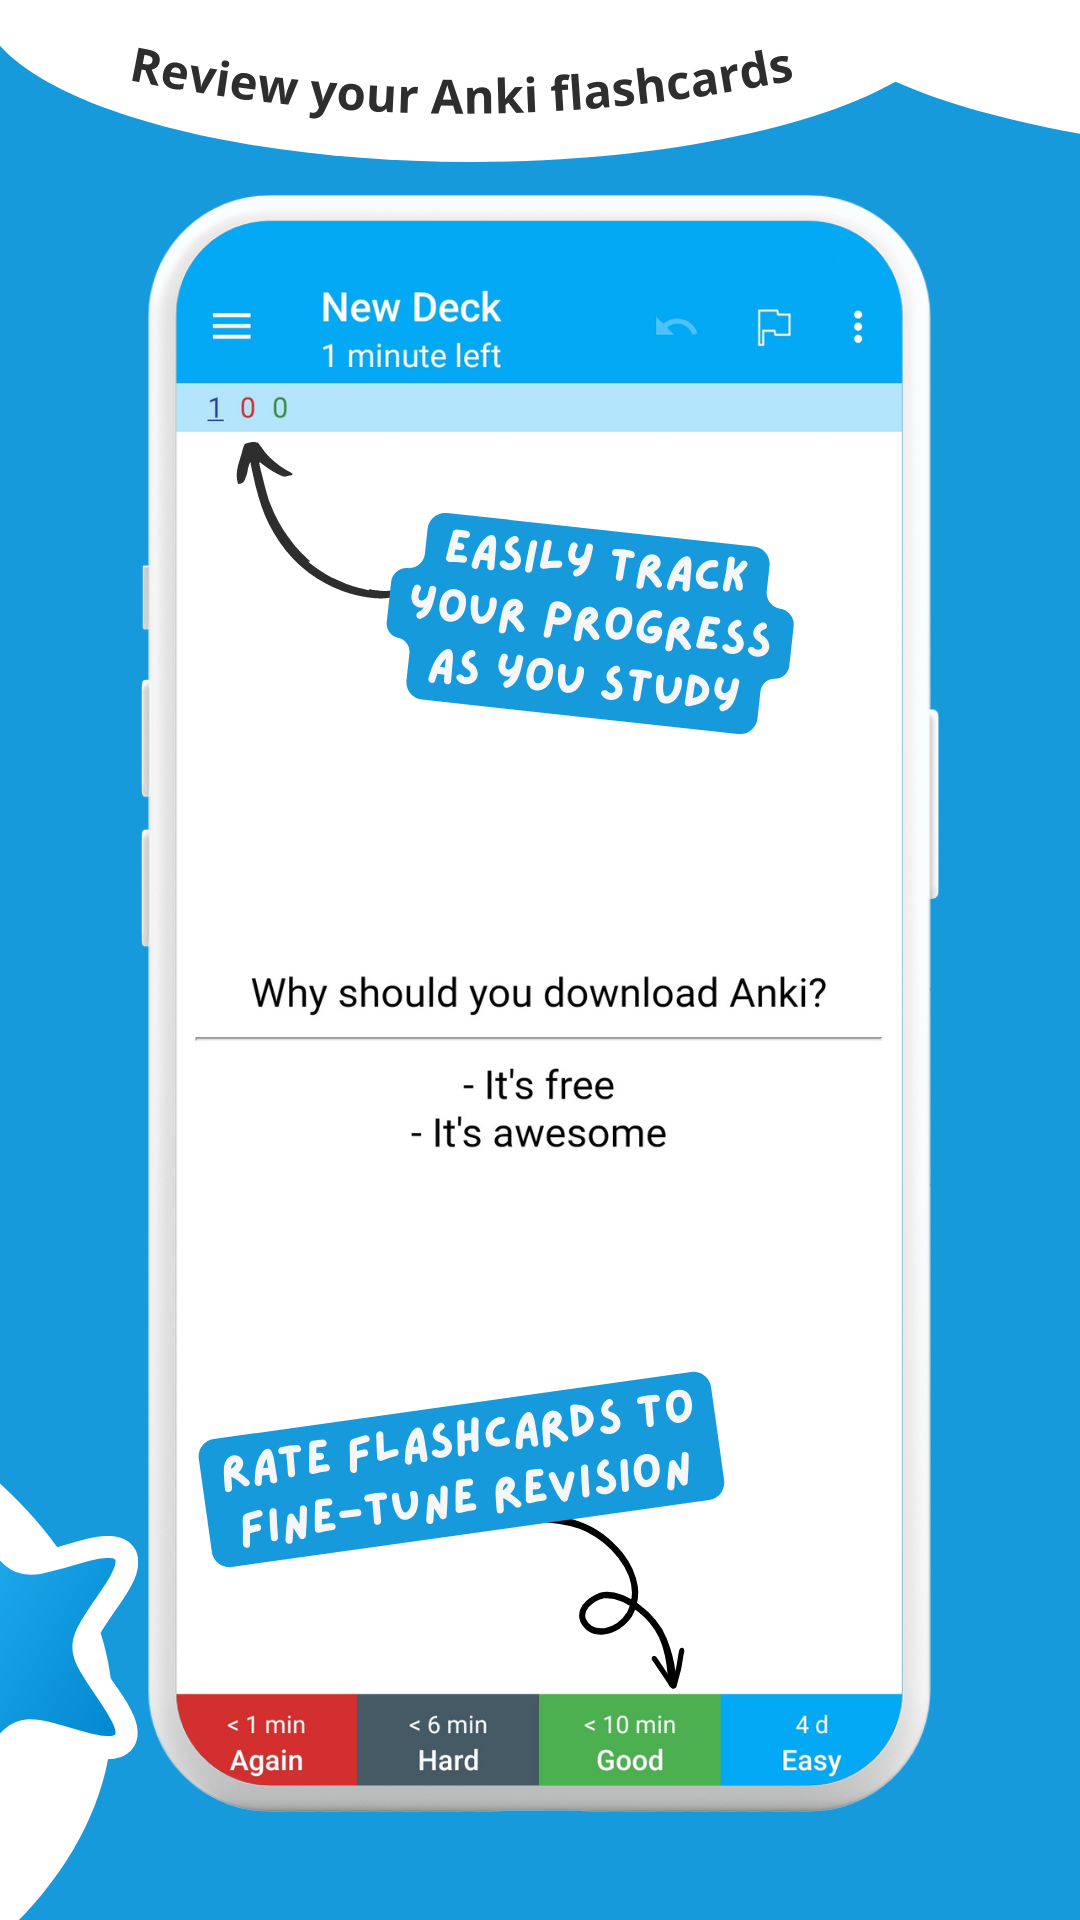 Review your Anki flashcards
New Deck
1 minute left
1 0 0
EASILY TRACK
YOUR PROGRESS
AS YOU STUDY
Why should you download Anki?
- It's free
- It's awesome
RATE FLASHCARDS TO
FINE-TUNE REVISION
< 1 min < 6 min < 10 min 4 d
Again Hard Good Easy